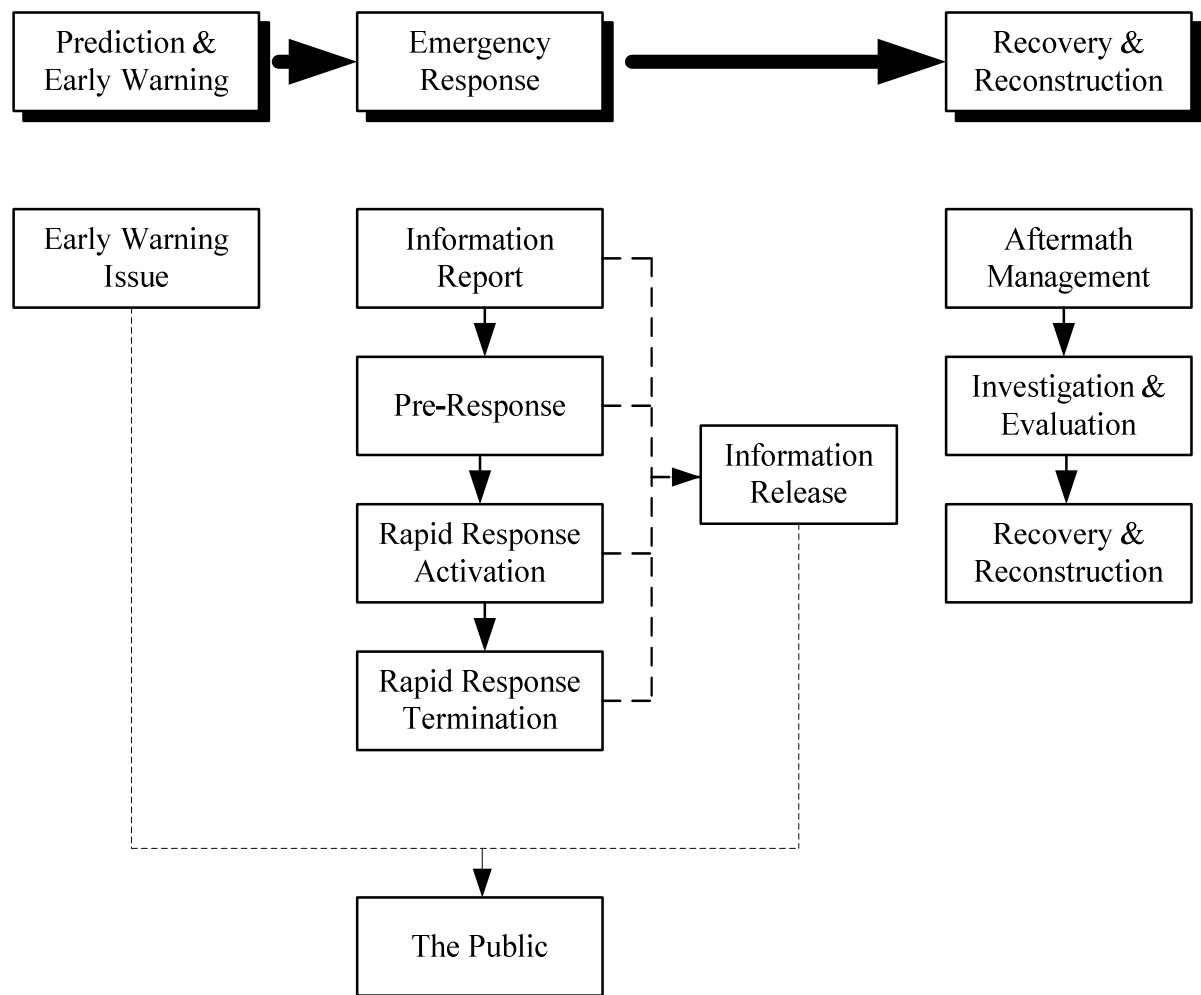 Prediction &
Early Warning
Emergency
Response
Recovery &
Reconstruction
Early Warning
Issue
Information
Report
Aftermath
Management
Pre-Response
Investigation &
Evaluation
Information
Release
Rapid Response
Activation
Recovery &
Reconstruction
Rapid Response
Termination
The Public